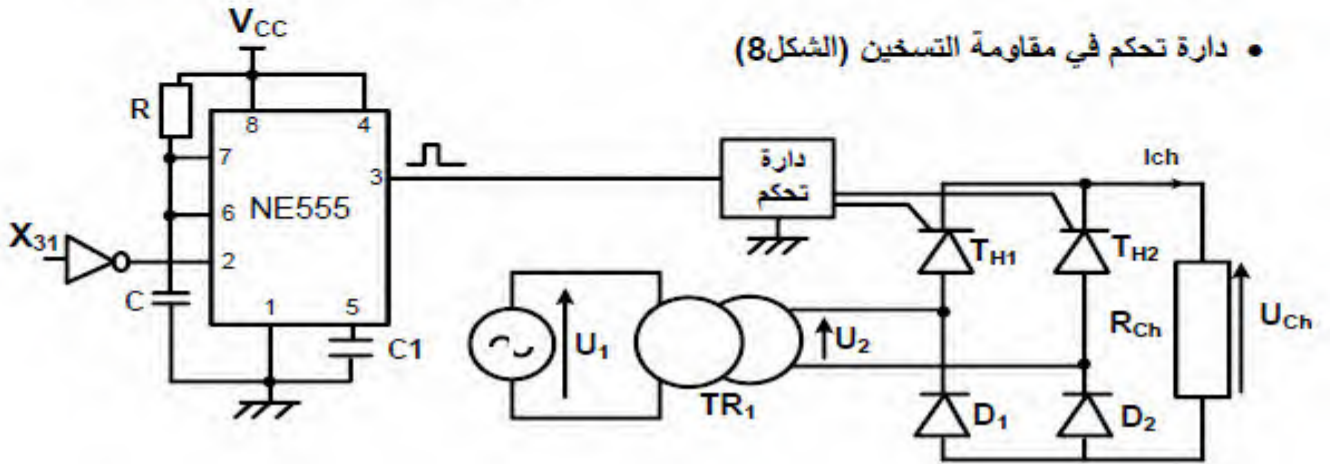 • دارة تحكم في مقاومة التسخين (الشكل8)
VCC
R
8
4
7
3
دارة
تحكم
Ich
6
NE555
X31
2
TH1
TH2
C
1
5
C1
U1
U2
RCh
UCh
TR1
D1
D2